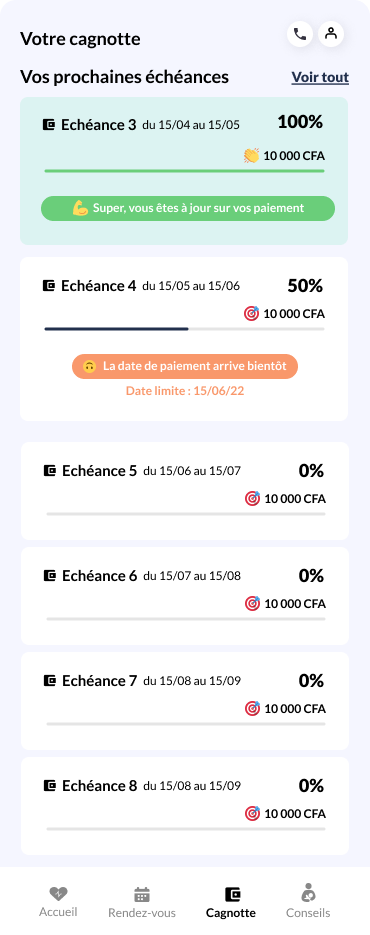 Votre cagnotte
Vos prochaines échéances Voir tout
Echéance 3 du 15/04 au 15/05 100%
10 000 CFA
Super, vous êtes à jour sur vos paiement
Echéance 4 du 15/05 au 15/06 50%
10 000 CFA
La date de paiement arrive bientôt
Date limite : 15/06/22
Echéance 5 du 15/06 au 15/07 0%
10 000 CFA
Echéance 6 du 15/07 au 15/08 0%
10 000 CFA
Echéance 7 du 15/08 au 15/09 0%
10 000 CFA
Echéance 8 du 15/08 au 15/09 0%
10 000 CFA
Accueil Rendez-vous Cagnotte Conseils